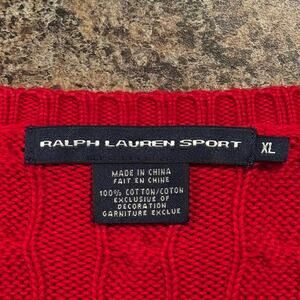 RALPH LAUREN SPORT
XL
MADE IN CHINA
FAIT EN CHINE
100% COTTON/COTON
EXCLUSIVE OF
DECORATION
GARNITURE EXCLUE